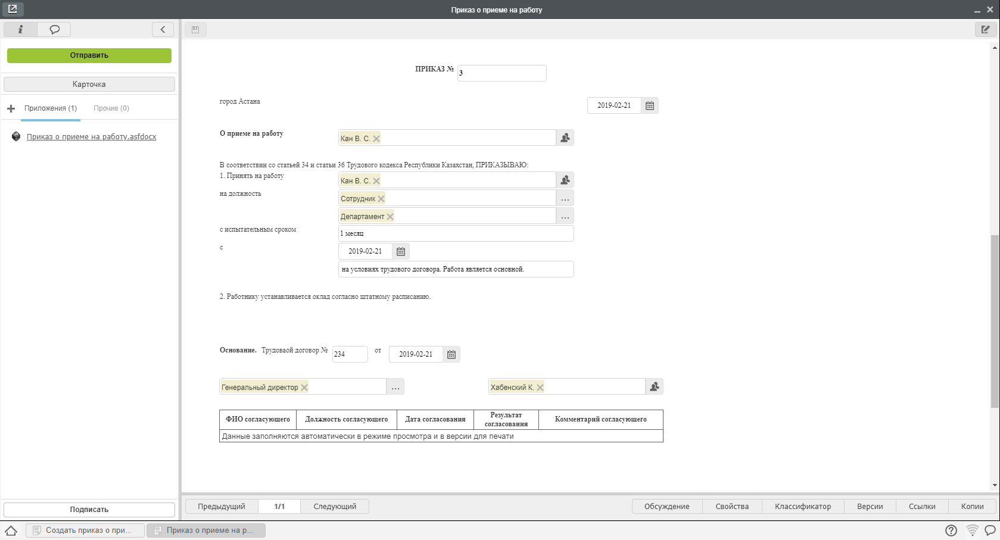 Приказ о приеме на работу
Отправить
Карточка
Приложения (1) Прочие (0)
Приказ о приеме на работу.asfdocx
Подписать
ПРИКАЗ № 3
город Астана 2019-02-21
О приеме на работу Кан В. С.
В соответствии со статьей 34 и статьи 36 Трудового кодекса Республики Казахстан, ПРИКАЗЫВАЮ:
1. Принять на работу Кан В. С.
на должность Сотрудник ...
Департамент ...
с испытательным сроком 1 месяц
с 2019-02-21
на условиях трудового договора. Работа является основной.
2. Работнику устанавливается оклад согласно штатному расписанию.
Основание. Трудоваой договор № 234 от 2019-02-21
Генеральный директор ... Хабенский К.
ФИО согласующего Должность согласующего Дата согласования Результат согласования Комментарий согласующего
Данные заполняются автоматически в режиме просмотра и в версии для печати
Предыдущий 1/1 Следующий Обсуждение Свойства Классификатор Версии Ссылки Копии
Создать приказ о при... Приказ о приеме на р...